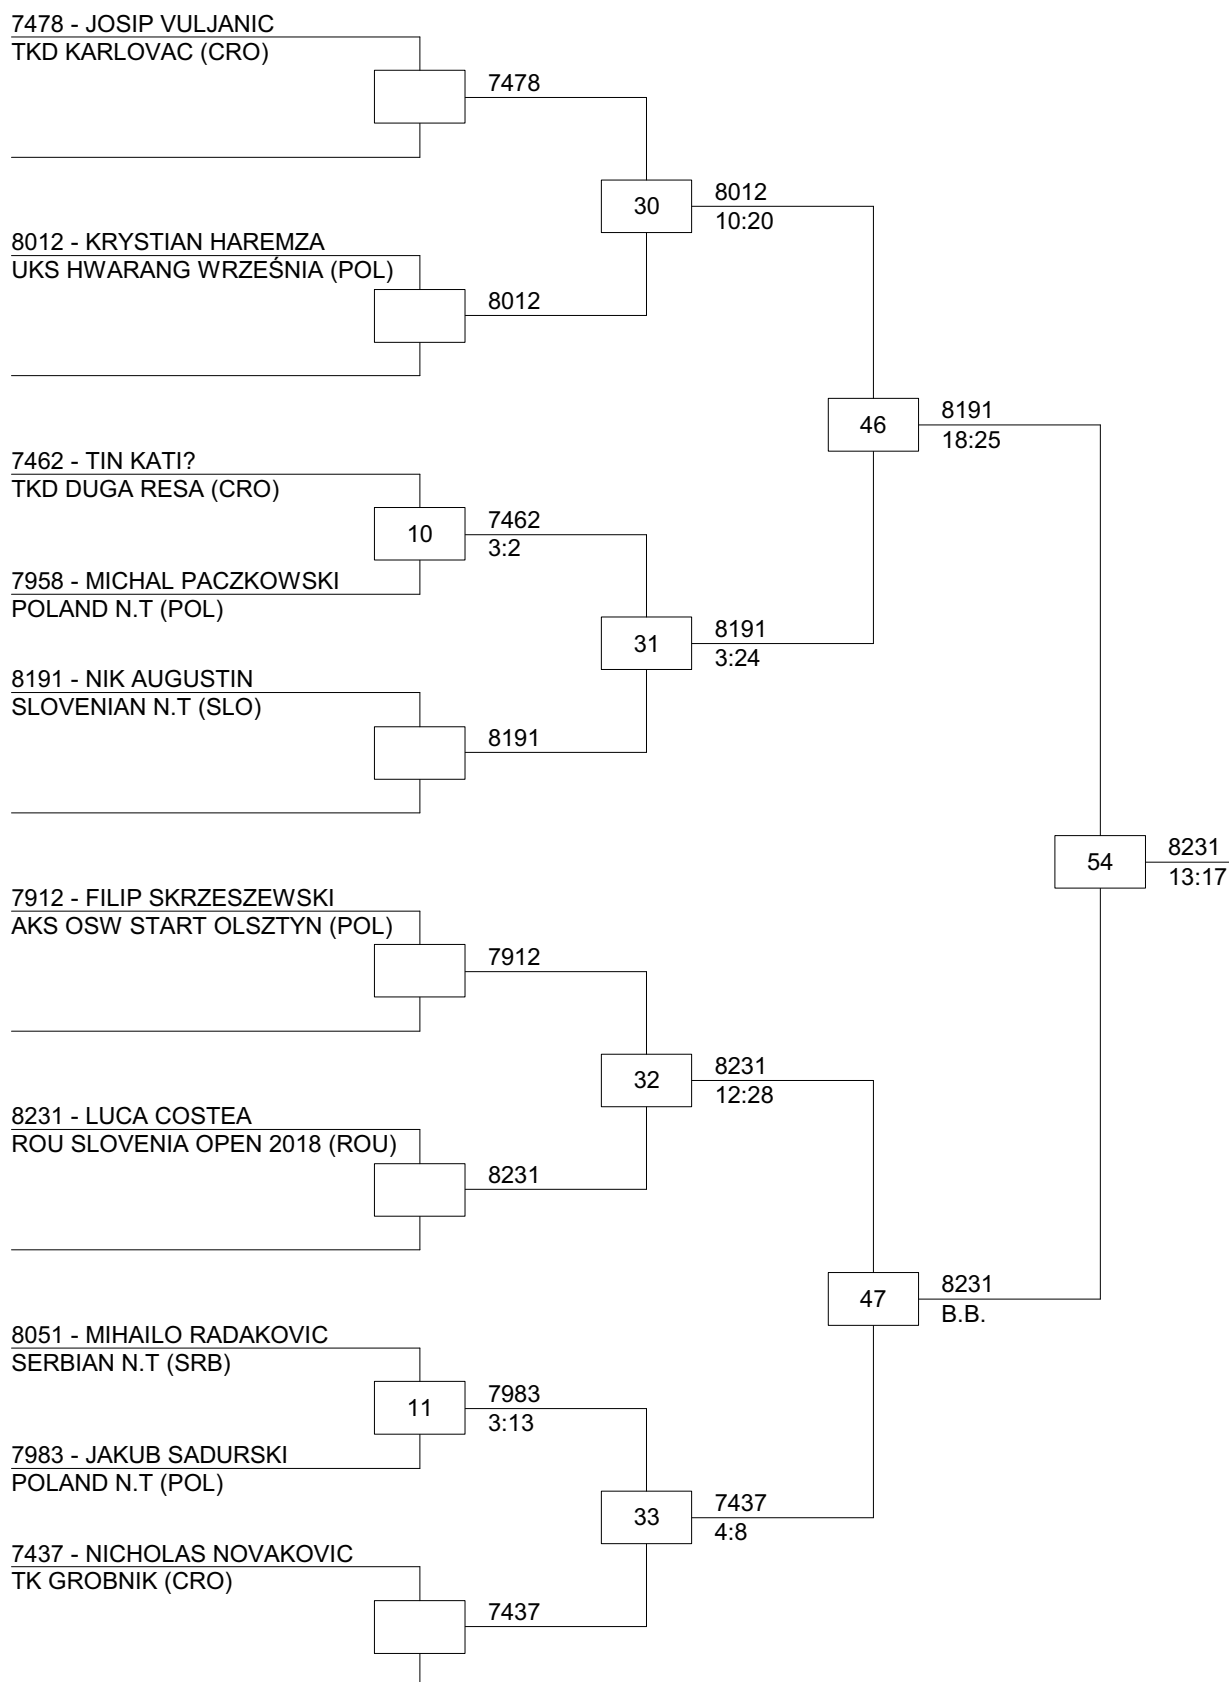 7478 - JOSIP VULJANIC
TKD KARLOVAC (CRO)
7478
30
8012
10:20
8012 - KRYSTIAN HAREMZA
UKS HWARANG WRZEŚNIA (POL)
8012
46
8191
18:25
7462 - TIN KATI?
TKD DUGA RESA (CRO)
10
7462
3:2
7958 - MICHAL PACZKOWSKI
POLAND N.T (POL)
31
8191
3:24
8191 - NIK AUGUSTIN
SLOVENIAN N.T (SLO)
8191
54
8231
13:17
7912 - FILIP SKRZESZEWSKI
AKS OSW START OLSZTYN (POL)
7912
32
8231
12:28
8231 - LUCA COSTEA
ROU SLOVENIA OPEN 2018 (ROU)
8231
47
8231
B.B.
8051 - MIHAILO RADAKOVIC
SERBIAN N.T (SRB)
11
7983
3:13
7983 - JAKUB SADURSKI
POLAND N.T (POL)
33
7437
4:8
7437 - NICHOLAS NOVAKOVIC
TK GROBNIK (CRO)
7437